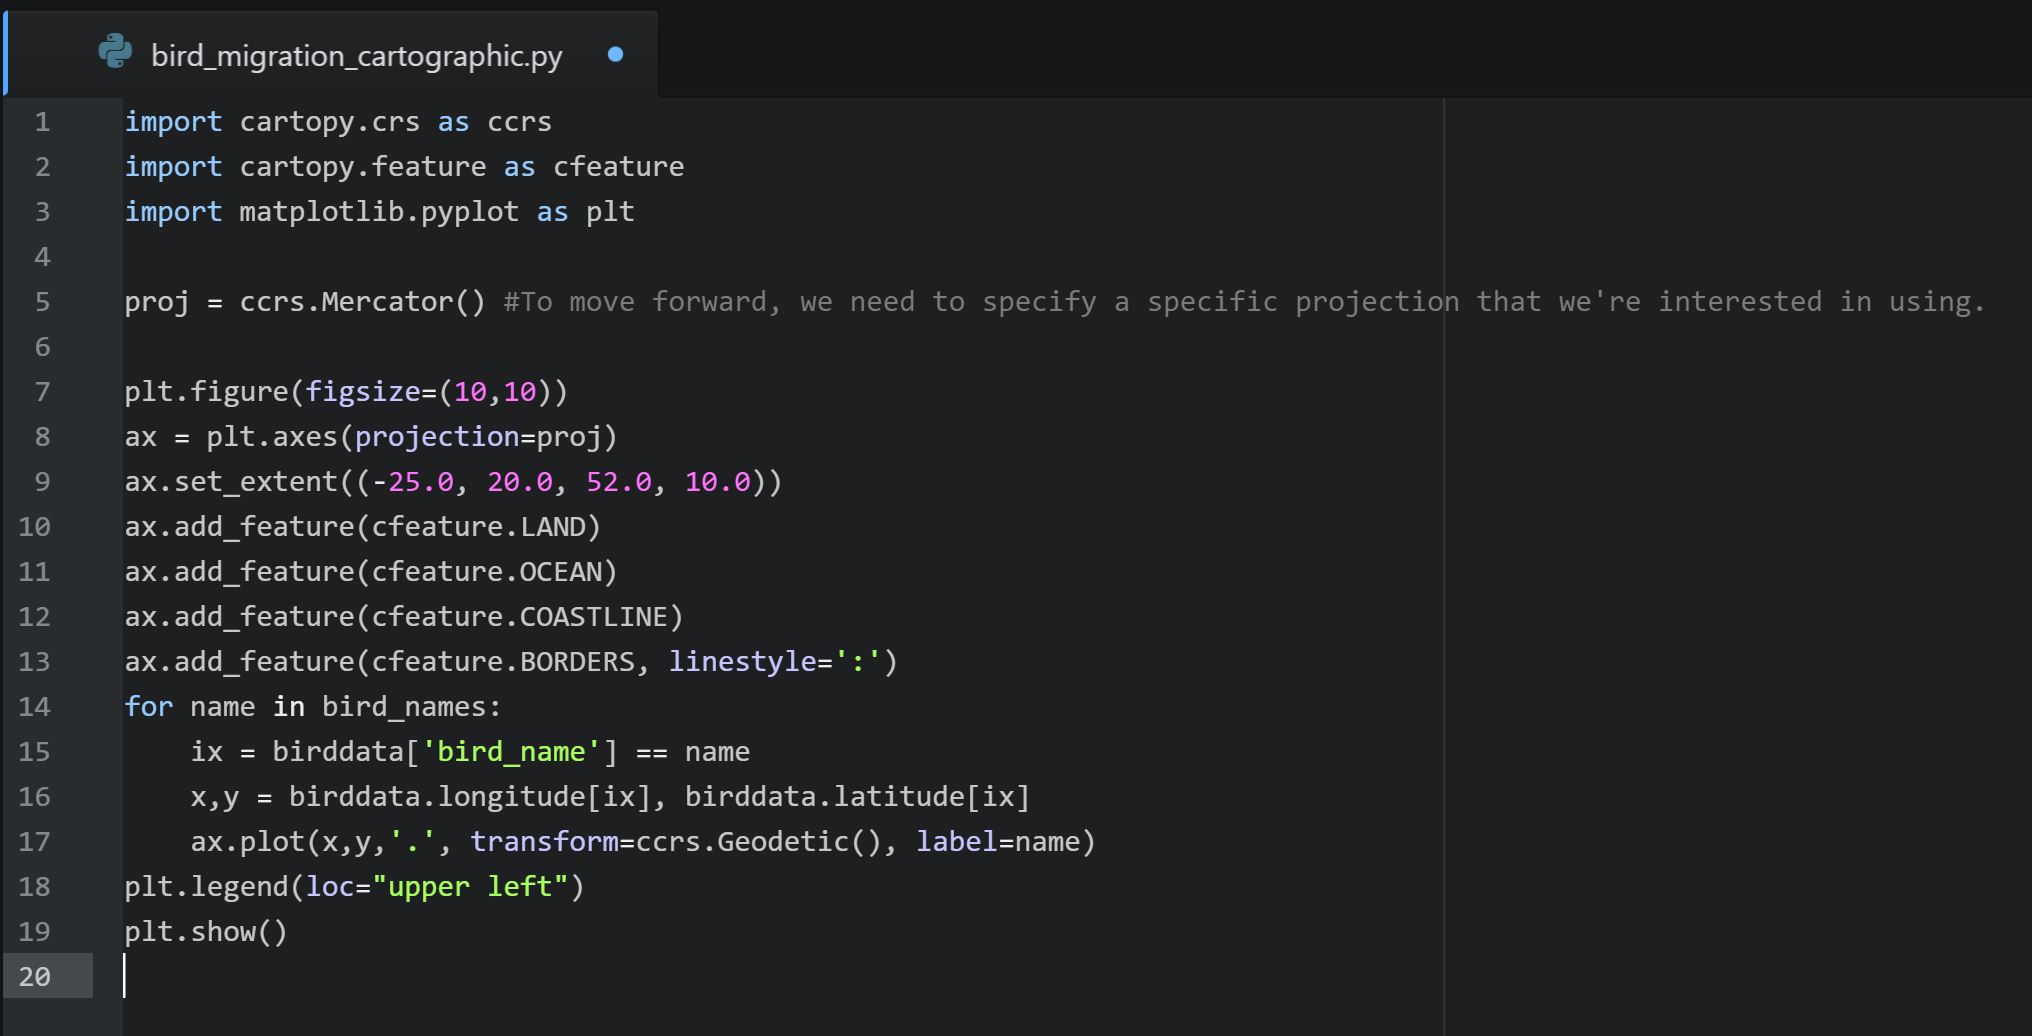 bird_migration_cartographic.py
1 import cartopy.crs as ccrs
2 import cartopy.feature as cfeature
3 import matplotlib.pyplot as plt
4
5 proj = ccrs.Mercator() #To move forward, we need to specify a specific projection that we're interested in using.
6
7 plt.figure(figsize=(10,10))
8 ax = plt.axes(projection=proj)
9 ax.set_extent((-25.0, 20.0, 52.0, 10.0))
10 ax.add_feature(cfeature.LAND)
11 ax.add_feature(cfeature.OCEAN)
12 ax.add_feature(cfeature.COASTLINE)
13 ax.add_feature(cfeature.BORDERS, linestyle=':')
14 for name in bird_names:
15     ix = birddata['bird_name'] == name
16     x,y = birddata.longitude[ix], birddata.latitude[ix]
17     ax.plot(x,y,'.', transform=ccrs.Geodetic(), label=name)
18 plt.legend(loc="upper left")
19 plt.show()
20